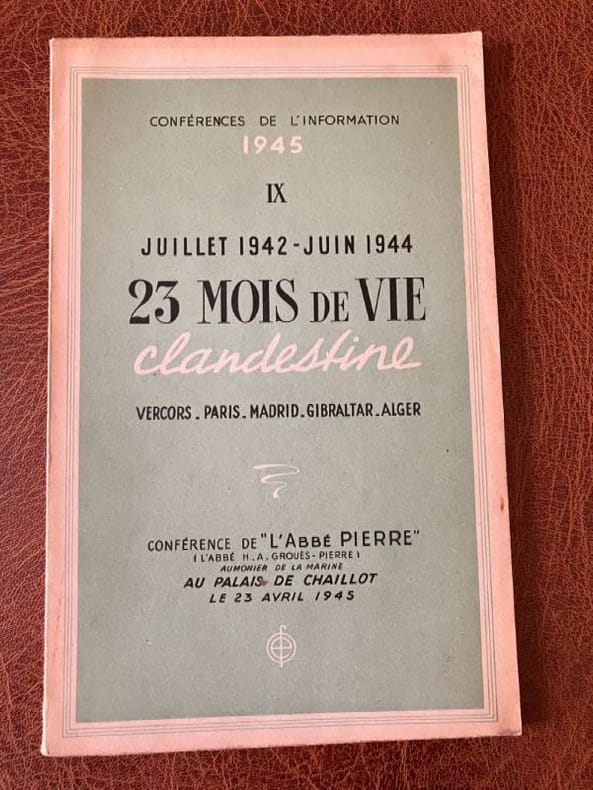 CONFÉRENCES DE L'INFORMATION
1945
IX
JUILLET 1942 - JUIN 1944
23 MOIS DE VIE
clandestine
VERCORS - PARIS - MADRID - GIBRALTAR - ALGER
CONFÉRENCE DE "L'ABBÉ PIERRE"
(L'ABBÉ H.A. GROUÈS - PIERRE)
AUMONIER DE LA MARINE
AU PALAIS DE CHAILLOT
LE 23 AVRIL 1945